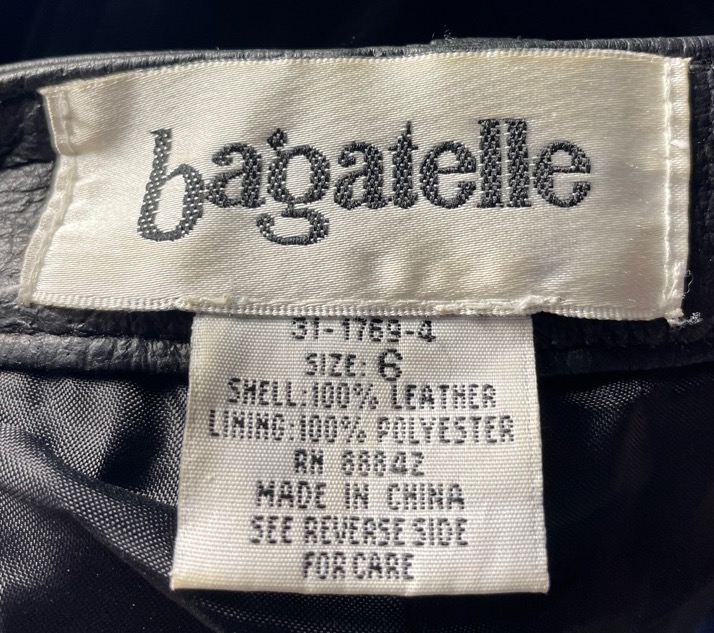 bagatelle
31-1769-4
SIZE: 6
SHELL:100% LEATHER
LINING:100% POLYESTER
RN 88842
MADE IN CHINA
SEE REVERSE SIDE
FOR CARE